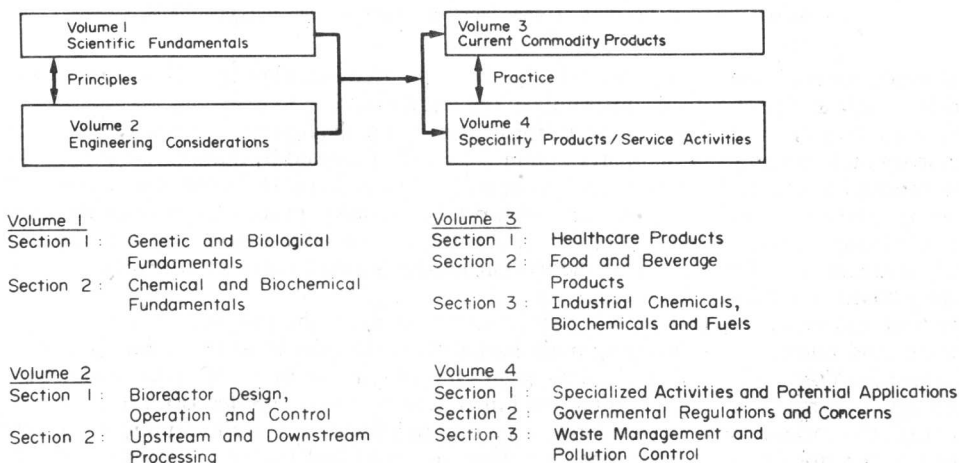 Volume 1
Scientific Fundamentals
Principles
Volume 2
Engineering Considerations
Volume 3
Current Commodity Products
Practice
Volume 4
Speciality Products/Service Activities
Volume 1
Section 1: Genetic and Biological
Fundamentals
Section 2: Chemical and Biochemical
Fundamentals
Volume 2
Section 1: Bioreactor Design,
Operation and Control
Section 2: Upstream and Downstream
Processing
Volume 3
Section 1: Healthcare Products
Section 2: Food and Beverage
Products
Section 3: Industrial Chemicals,
Biochemicals and Fuels
Volume 4
Section 1: Specialized Activities and Potential Applications
Section 2: Governmental Regulations and Concerns
Section 3: Waste Management and
Pollution Control